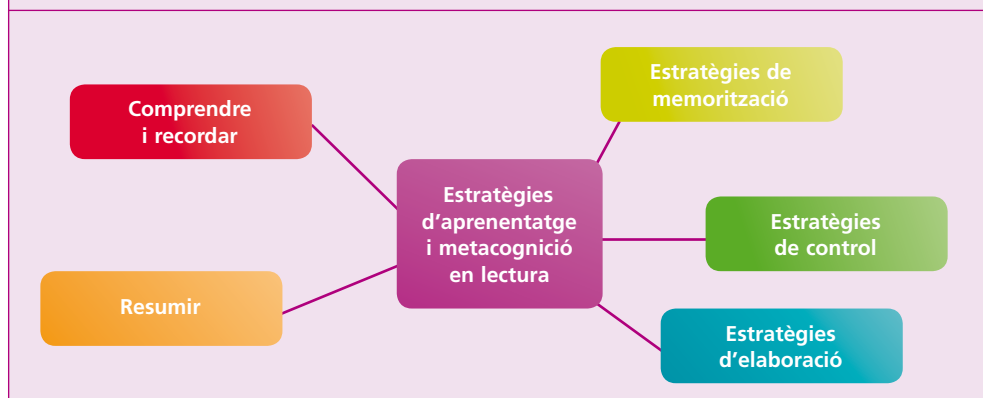 Comprendre
i recordar
Resumir
Estratègies
d’aprenentatge
i metacognició
en lectura
Estratègies de
memorització
Estratègies
de control
Estratègies
d’elaboració